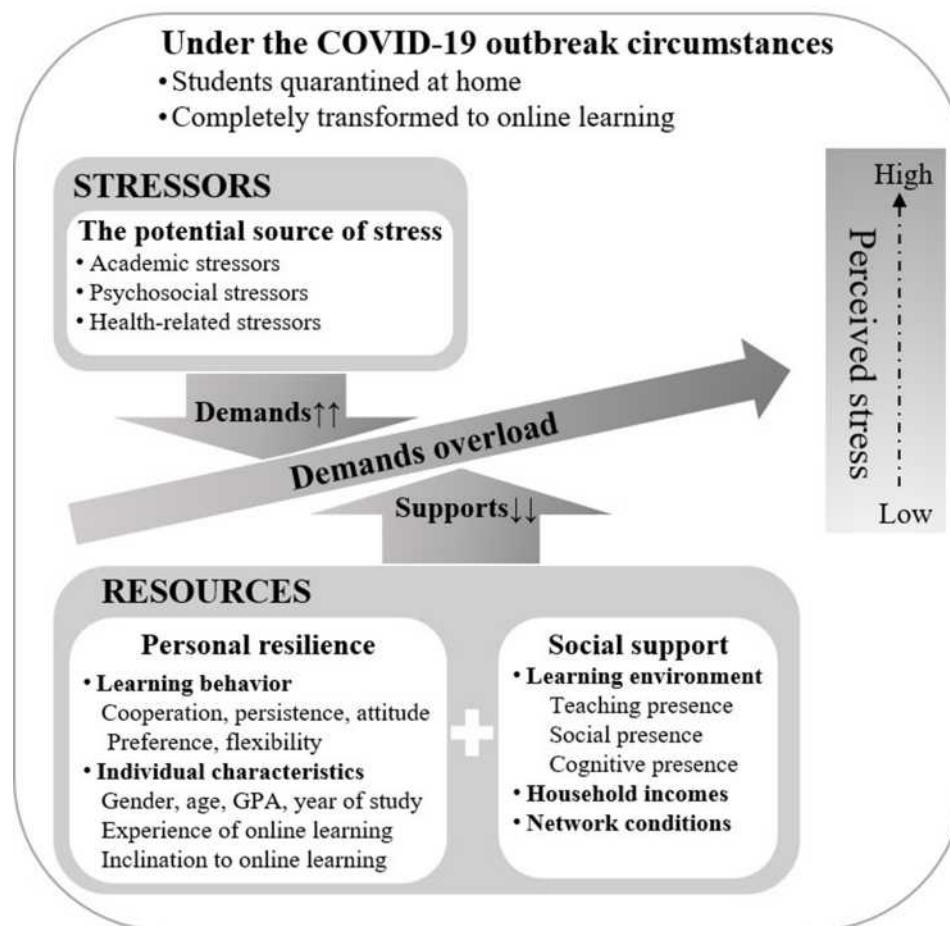 Under the COVID-19 outbreak circumstances
•Students quarantined at home
•Completely transformed to online learning
STRESSORS
The potential source of stress
• Academic stressors
• Psychosocial stressors
• Health-related stressors
Demands↑↑
Demands overload
Supports↓↓
High
Perceived stress
Low
RESOURCES
Personal resilience
• Learning behavior
Cooperation, persistence, attitude
Preference, flexibility
• Individual characteristics
Gender, age, GPA, year of study
Experience of online learning
Inclination to online learning
+
Social support
• Learning environment
Teaching presence
Social presence
Cognitive presence
• Household incomes
• Network conditions